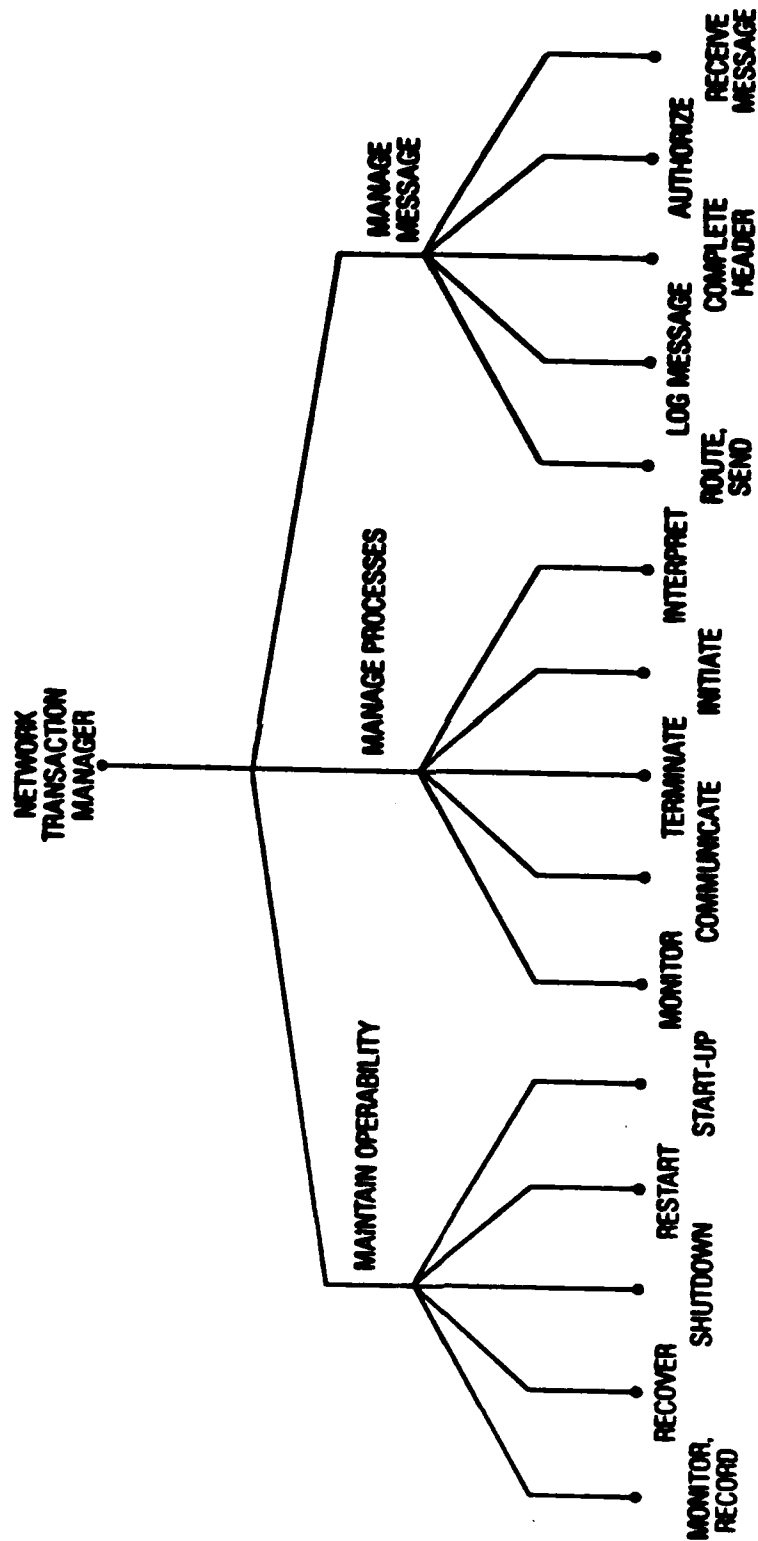 NETWORK
TRANSACTION
MANAGER
MAINTAIN OPERABILITY
MANAGE PROCESSES
MANAGE
MESSAGE
MONITOR,
RECORD
RECOVER
SHUTDOWN
RESTART
START-UP
MONITOR
COMMUNICATE
TERMINATE
INITIATE
INTERPRET
ROUTE,
SEND
LOG MESSAGE
COMPLETE
HEADER
AUTHORIZE
RECEIVE
MESSAGE